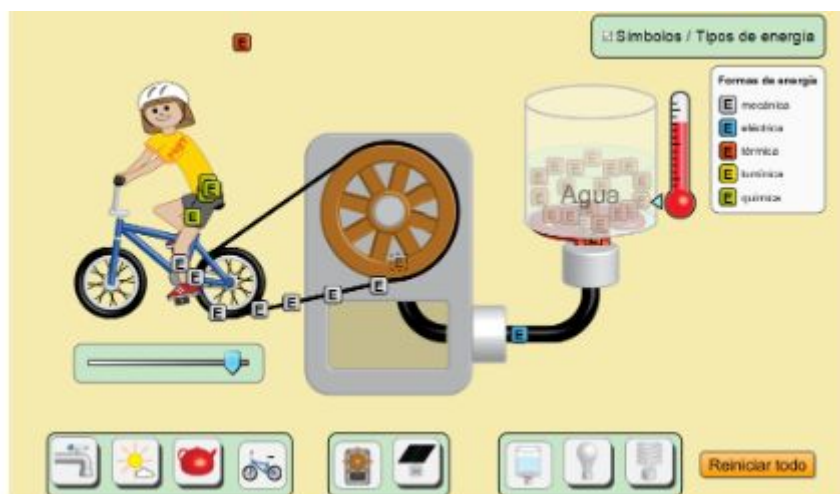 E
Símbolos / Tipos de energía
Formas de energía
E mecánica
E eléctrica
E térmica
E lumínica
E química
Agua
E
E
E
E
E
E
E
E
E
E
E
Reiniciar todo